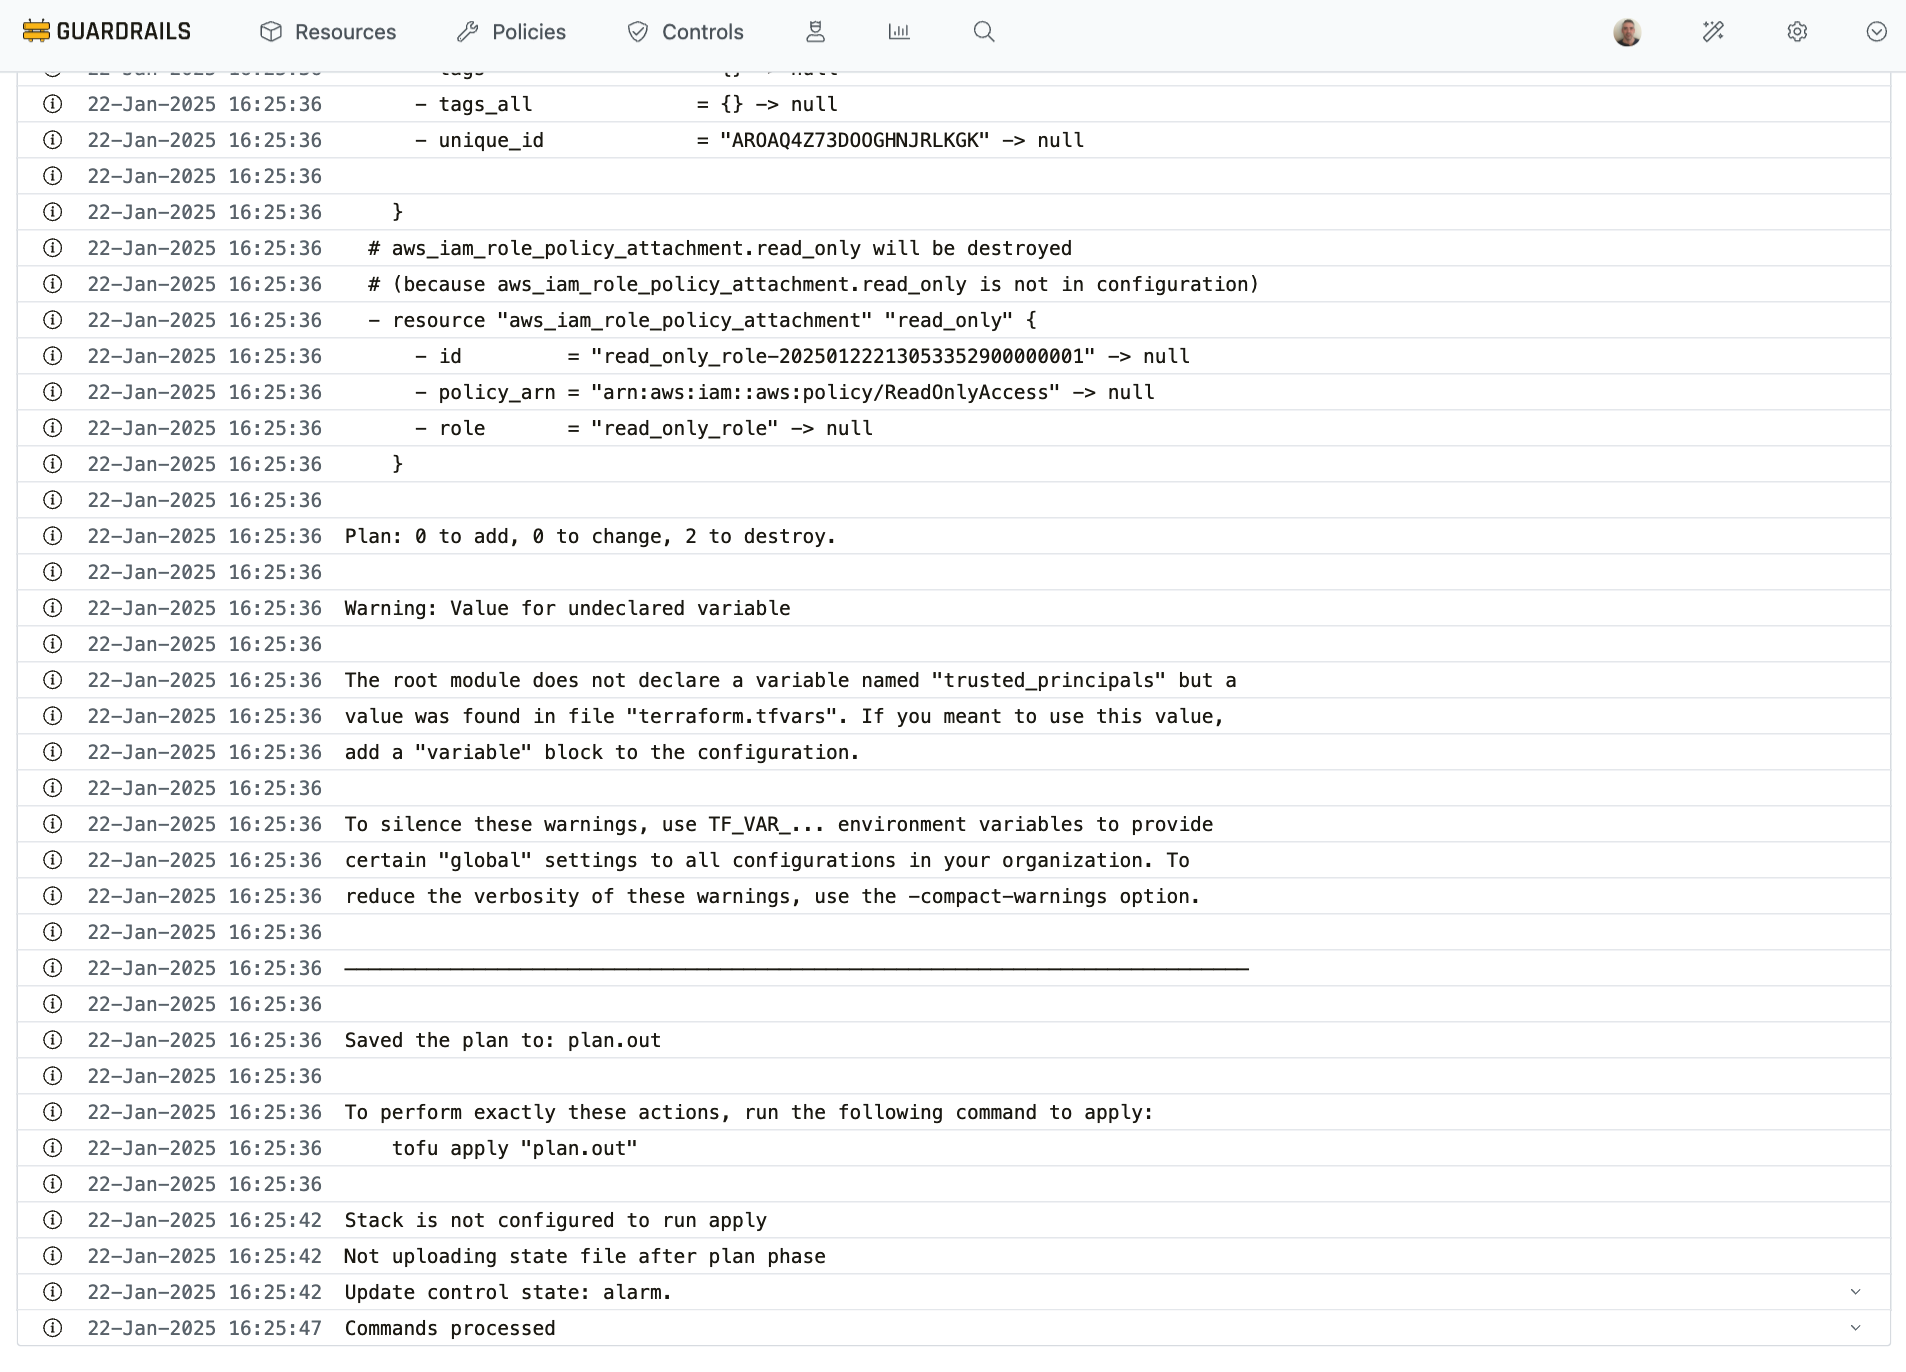 GUARDRAILS Resources Policies Controls
22-Jan-2025 16:25:36 - tags_all = {} -> null
22-Jan-2025 16:25:36 - unique_id = "AROAQ4Z73DOOGHNJRLKGK" -> null
22-Jan-2025 16:25:36
22-Jan-2025 16:25:36 }
22-Jan-2025 16:25:36 # aws_iam_role_policy_attachment.read_only will be destroyed
22-Jan-2025 16:25:36 # (because aws_iam_role_policy_attachment.read_only is not in configuration)
22-Jan-2025 16:25:36 - resource "aws_iam_role_policy_attachment" "read_only" {
22-Jan-2025 16:25:36 - id = "read_only_role-20250122213053352900000001" -> null
22-Jan-2025 16:25:36 - policy_arn = "arn:aws:iam::aws:policy/ReadOnlyAccess" -> null
22-Jan-2025 16:25:36 - role = "read_only_role" -> null
22-Jan-2025 16:25:36 }
22-Jan-2025 16:25:36
22-Jan-2025 16:25:36 Plan: 0 to add, 0 to change, 2 to destroy.
22-Jan-2025 16:25:36
22-Jan-2025 16:25:36 Warning: Value for undeclared variable
22-Jan-2025 16:25:36
22-Jan-2025 16:25:36 The root module does not declare a variable named "trusted_principals" but a
22-Jan-2025 16:25:36 value was found in file "terraform.tfvars". If you meant to use this value,
22-Jan-2025 16:25:36 add a "variable" block to the configuration.
22-Jan-2025 16:25:36
22-Jan-2025 16:25:36 To silence these warnings, use TF_VAR_... environment variables to provide
22-Jan-2025 16:25:36 certain "global" settings to all configurations in your organization. To
22-Jan-2025 16:25:36 reduce the verbosity of these warnings, use the -compact-warnings option.
22-Jan-2025 16:25:36
22-Jan-2025 16:25:36 ─────────────────────────────────────────────────────────────────────────────
22-Jan-2025 16:25:36
22-Jan-2025 16:25:36 Saved the plan to: plan.out
22-Jan-2025 16:25:36
22-Jan-2025 16:25:36 To perform exactly these actions, run the following command to apply:
22-Jan-2025 16:25:36 tofu apply "plan.out"
22-Jan-2025 16:25:36
22-Jan-2025 16:25:42 Stack is not configured to run apply
22-Jan-2025 16:25:42 Not uploading state file after plan phase
22-Jan-2025 16:25:42 Update control state: alarm.
22-Jan-2025 16:25:47 Commands processed